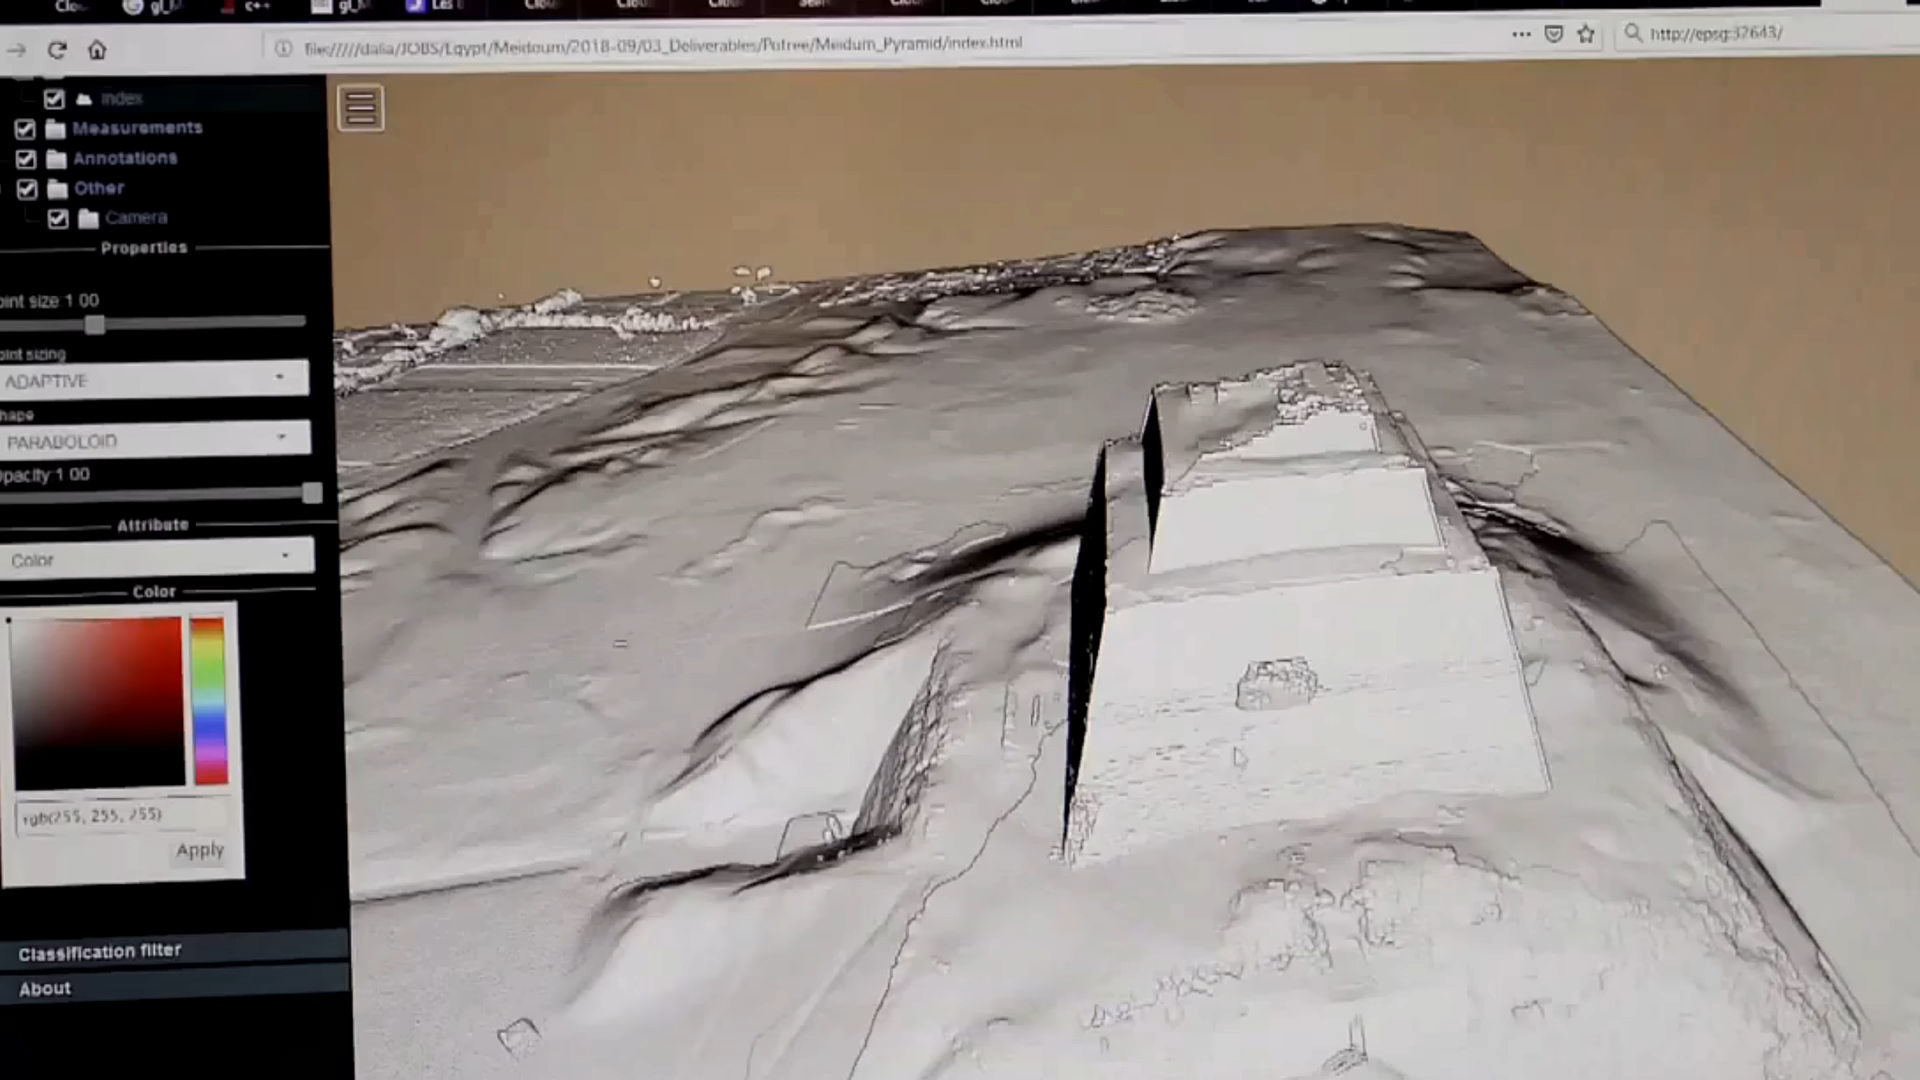 c++
file://///dalia/JOBS/Egypt/Meidoum/2018-09/03_Deliverables/Potree/Meidum_Pyramid/index.html
http://epsg:32643/
index
Measurements
Annotations
Other
Camera
Properties
oint size 1.00
oint sizing
ADAPTIVE
hape
PARABOLOID
pacity 1.00
Attribute
Color
Color
rgb(255, 255, 255)
Apply
Classification filter
About